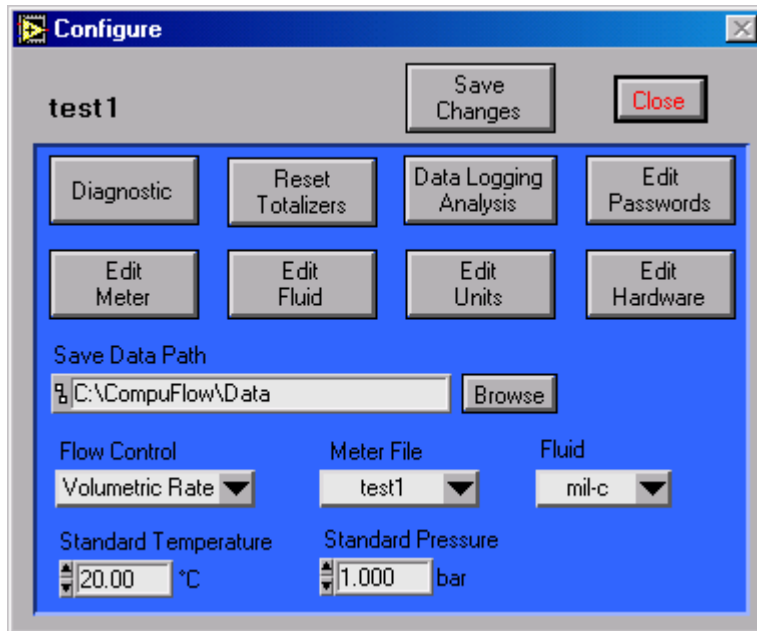 Configure
test1
Save
Changes
Close
Diagnostic
Reset
Totalizers
Data Logging
Analysis
Edit
Passwords
Edit
Meter
Edit
Fluid
Edit
Units
Edit
Hardware
Save Data Path
C:\CompuFlow\Data
Browse
Flow Control
Meter File
Fluid
Volumetric Rate
test1
mil-c
Standard Temperature
Standard Pressure
20.00 °C
1.000 bar